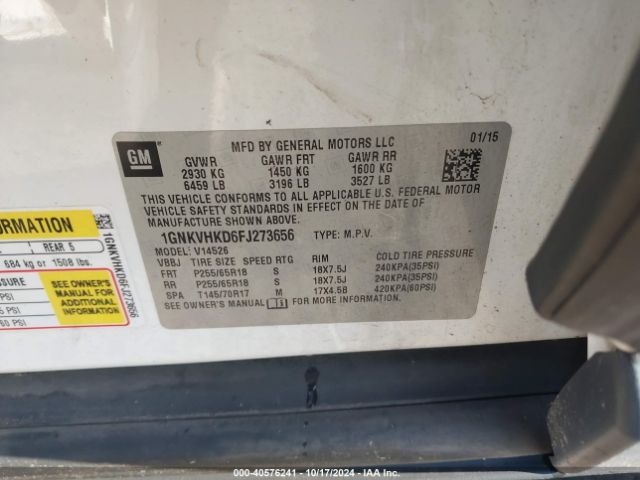 GM
MFD BY GENERAL MOTORS LLC 01/15
GVWR GAWR FRT GAWR RR
2930 KG 1450 KG 1600 KG
6459 LB 3196 LB 3527 LB
THIS VEHICLE CONFORMS TO ALL APPLICABLE U.S. FEDERAL MOTOR
VEHICLE SAFETY STANDARDS IN EFFECT ON THE DATE OF
MANUFACTURE SHOWN ABOVE.
1GNKVHKD6FJ273656 TYPE: M.P.V.
MODEL: V14526
VBBJ TIRE SIZE SPEED RTG RIM COLD TIRE PRESSURE
FRT P255/65R18 S 18X7.5J 240KPA(35PSI)
RR P255/65R18 S 18X7.5J 240KPA(35PSI)
SPA T145/70R17 M 17X4.5B 420KPA(60PSI)
SEE OWNER'S MANUAL FOR MORE INFORMATION.
ORMATION
1 REAR 5
684 kg or 1508 lbs.
SEE OWNER'S
MANUAL FOR
ADDITIONAL
INFORMATION
PSI
5 PSI
60 PSI
1GNKVHKD6FJ273656
000-40576241 - 10/17/2024 - IAAI.COM